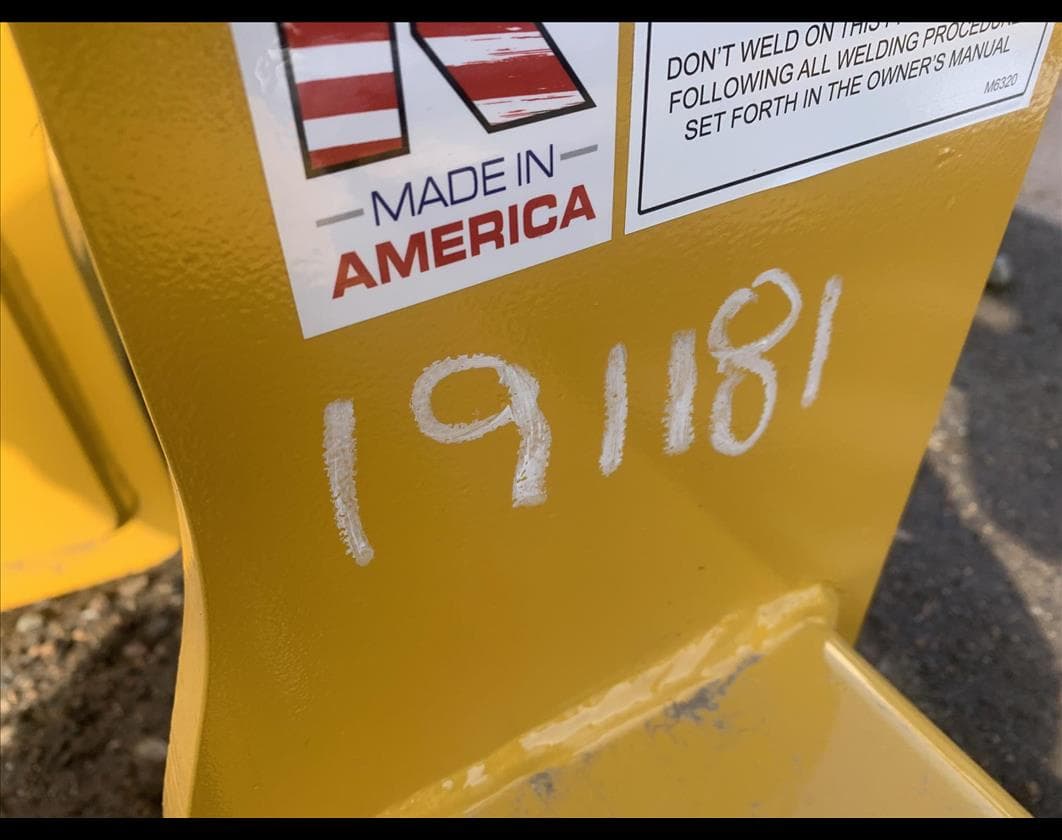 MADE IN
AMERICA
DON'T WELD ON THIS
FOLLOWING ALL WELDING PROCEDURE
SET FORTH IN THE OWNER'S MANUAL
M6320
191181